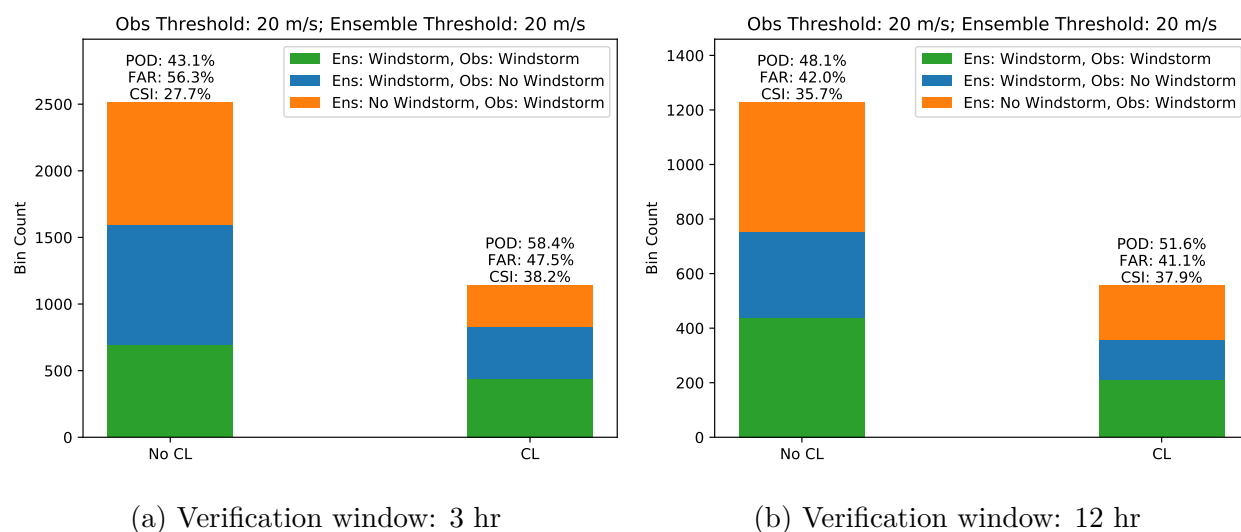 Obs Threshold: 20 m/s; Ensemble Threshold: 20 m/s
Bin Count
2500
2000
1500
1000
500
0
POD: 43.1%
FAR: 56.3%
CSI: 27.7%
Ens: Windstorm, Obs: Windstorm
Ens: Windstorm, Obs: No Windstorm
Ens: No Windstorm, Obs: Windstorm
POD: 58.4%
FAR: 47.5%
CSI: 38.2%
No CL
CL
(a) Verification window: 3 hr
Obs Threshold: 20 m/s; Ensemble Threshold: 20 m/s
Bin Count
1400
1200
1000
800
600
400
200
0
POD: 48.1%
FAR: 42.0%
CSI: 35.7%
Ens: Windstorm, Obs: Windstorm
Ens: Windstorm, Obs: No Windstorm
Ens: No Windstorm, Obs: Windstorm
POD: 51.6%
FAR: 41.1%
CSI: 37.9%
No CL
CL
(b) Verification window: 12 hr